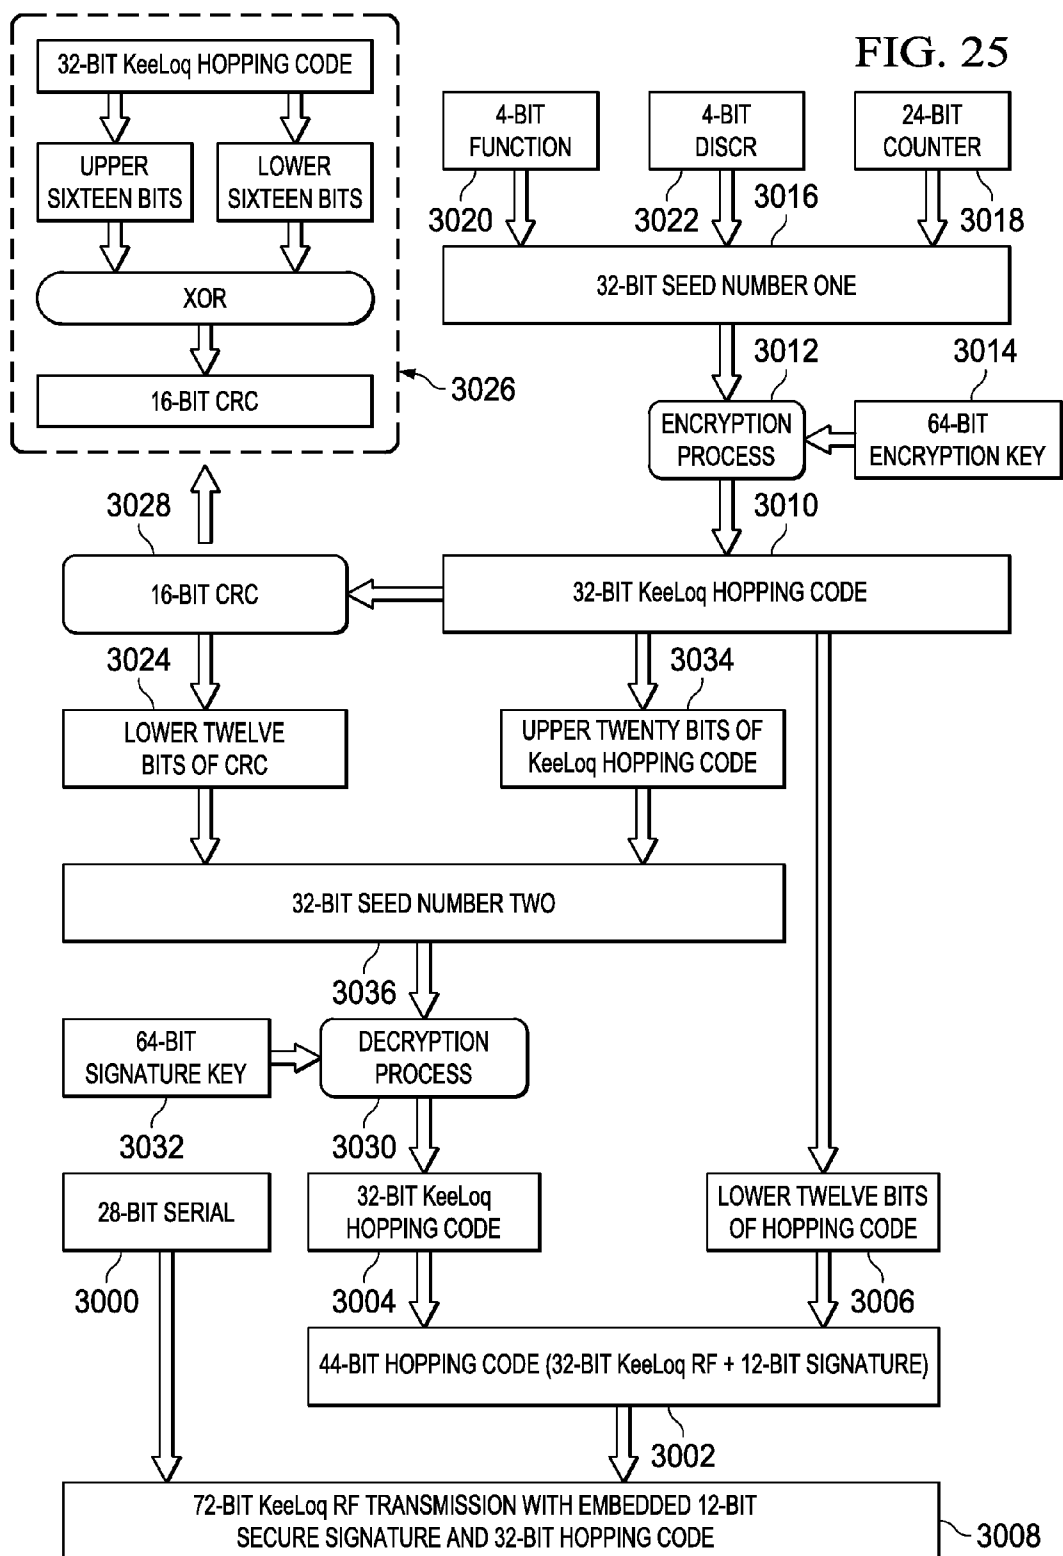 FIG. 25
32-BIT KeeLoq HOPPING CODE
UPPER
SIXTEEN BITS
LOWER
SIXTEEN BITS
XOR
16-BIT CRC
3026
4-BIT
FUNCTION
3020
4-BIT
DISCR
3022
24-BIT
COUNTER
3018
3016
32-BIT SEED NUMBER ONE
3012
ENCRYPTION
PROCESS
3014
64-BIT
ENCRYPTION KEY
3010
32-BIT KeeLoq HOPPING CODE
3028
16-BIT CRC
3024
LOWER TWELVE
BITS OF CRC
3034
UPPER TWENTY BITS OF
KeeLoq HOPPING CODE
32-BIT SEED NUMBER TWO
3036
64-BIT
SIGNATURE KEY
3032
DECRYPTION
PROCESS
3030
28-BIT SERIAL
3000
32-BIT KeeLoq
HOPPING CODE
3004
LOWER TWELVE BITS
OF HOPPING CODE
3006
44-BIT HOPPING CODE (32-BIT KeeLoq RF + 12-BIT SIGNATURE)
3002
72-BIT KeeLoq RF TRANSMISSION WITH EMBEDDED 12-BIT
SECURE SIGNATURE AND 32-BIT HOPPING CODE
3008